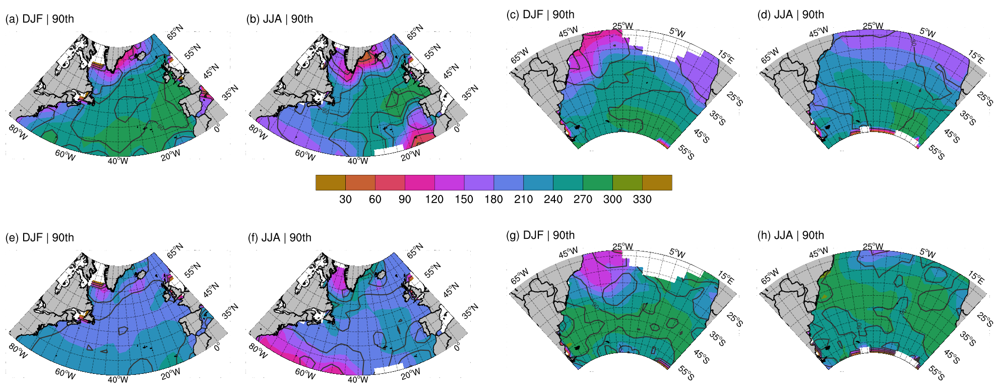 (a) DJF | 90th
65°N
55°N
45°N
35°N
0°
20°W
40°W
60°W
80°W
60
(b) JJA | 90th
65°N
55°N
45°N
35°N
0°
20°W
40°W
60°W
80°W
60
(c) DJF | 90th
65°W
45°W
25°W
5°W
15°E
25°S
35°S
45°S
55°S
(d) JJA | 90th
65°W
45°W
25°W
5°W
15°E
25°S
35°S
45°S
55°S
90
30 60 90 120 150 180 210 240 270 300 330
(e) DJF | 90th
65°N
55°N
45°N
35°N
0°
20°W
40°W
60°W
80°W
(f) JJA | 90th
65°N
55°N
45°N
35°N
0°
20°W
40°W
60°W
80°W
(g) DJF | 90th
65°W
45°W
25°W
5°W
15°E
25°S
35°S
45°S
55°S
90
(h) JJA | 90th
65°W
45°W
25°W
5°W
15°E
25°S
35°S
45°S
55°S
90